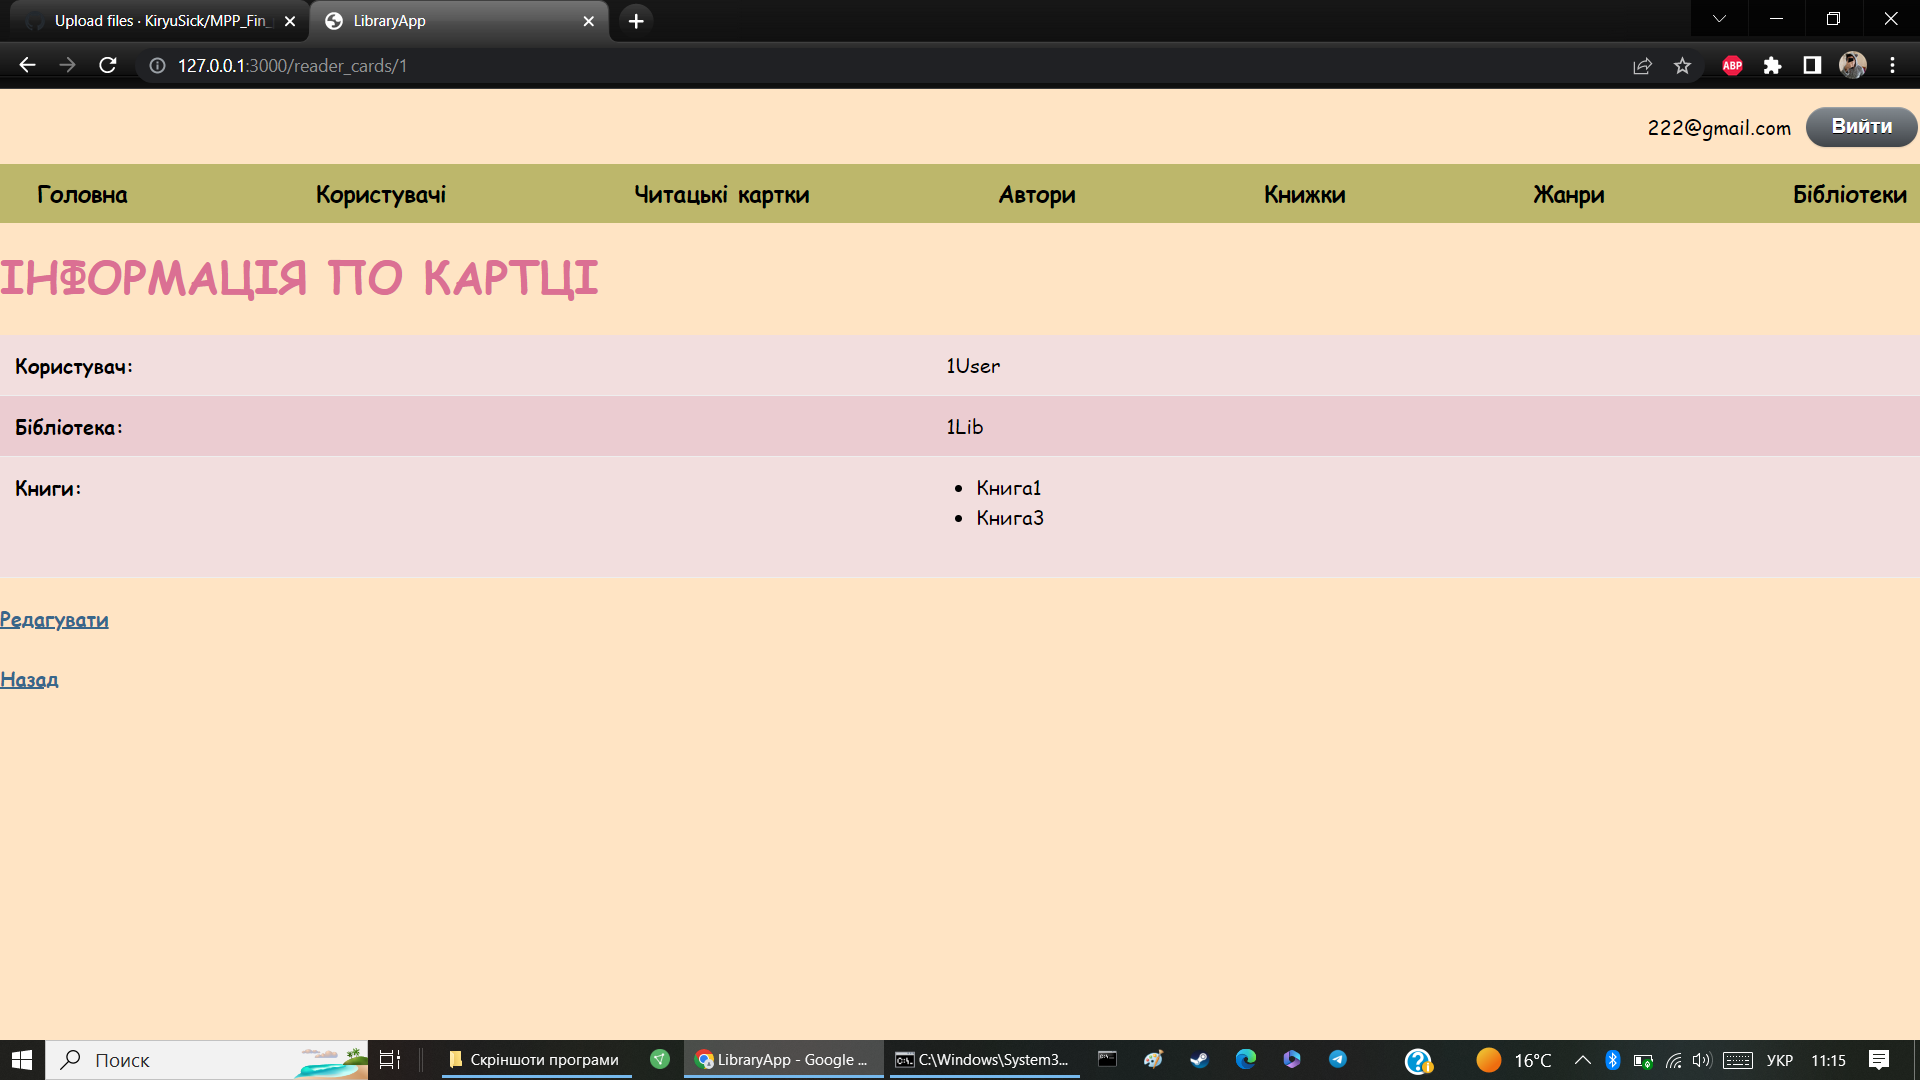 Upload files · KiryuSick/MPP_Fin_
LibraryApp
127.0.0.1:3000/reader_cards/1
ABP
222@gmail.com
Вийти
Головна Користувачі Читацькі картки Автори Книжки Жанри Бібліотеки
ІНФОРМАЦІЯ ПО КАРТЦІ
Користувач: 1User
Бібліотека: 1Lib
Книги:
Книга1
Книга3
Редагувати
Назад
Поиск
Скріншоти програми
LibraryApp - Google ...
C:\Windows\System3...
16°C
УКР
11:15